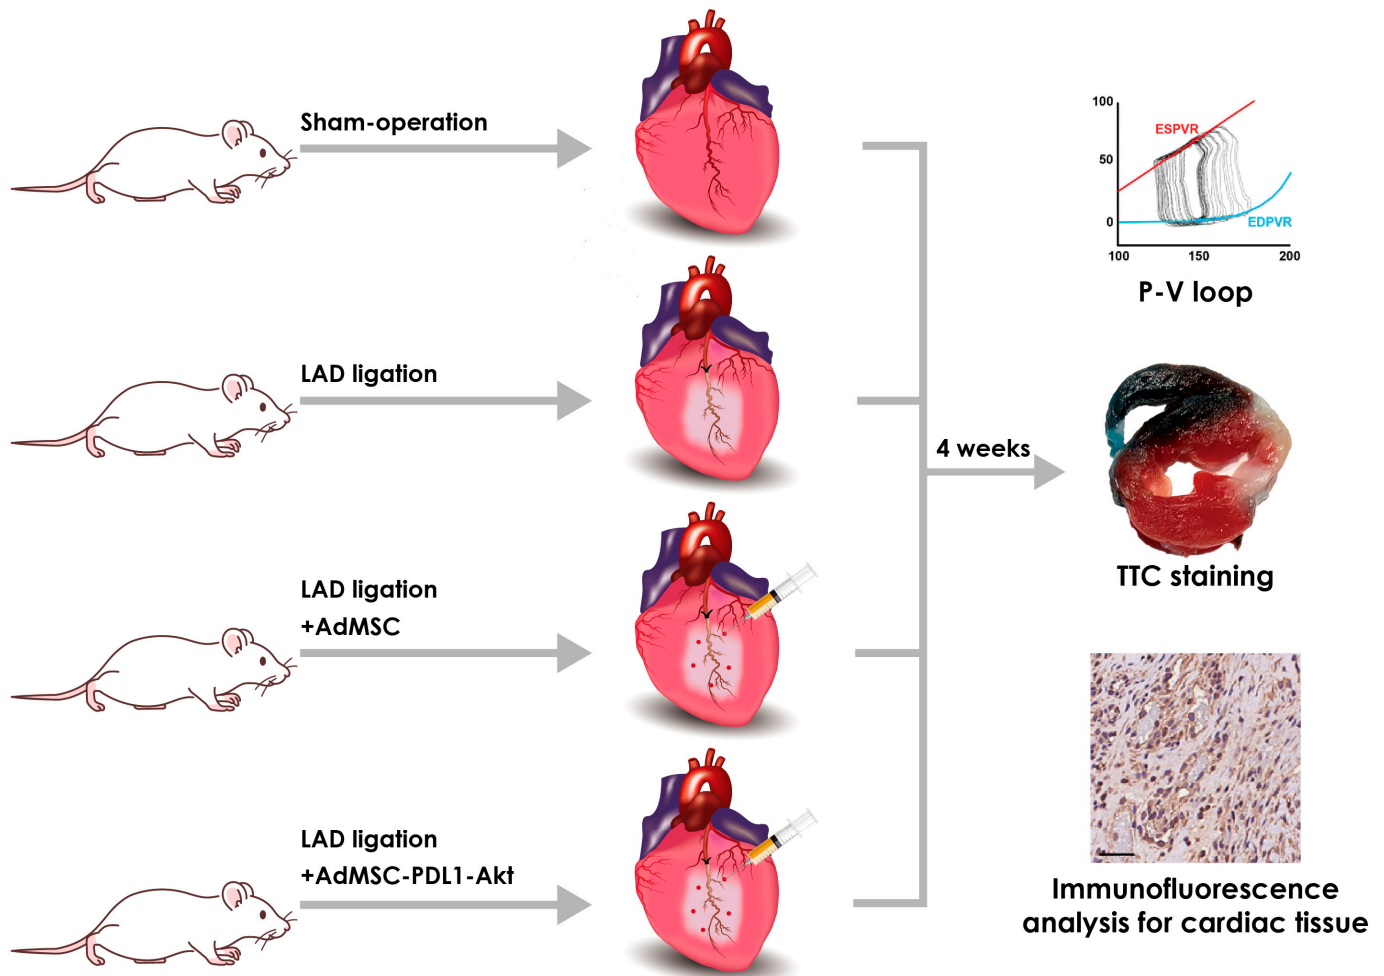 Sham-operation
LAD ligation
LAD ligation
+AdMSC
LAD ligation
+AdMSC-PDL1-Akt
4 weeks
100
50
0
ESPVR
EDPVR
100
150
200
P-V loop
TTC staining
Immunofluorescence
analysis for cardiac tissue